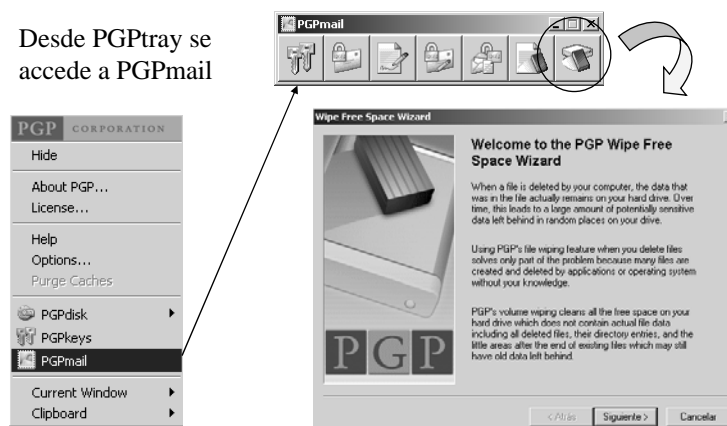 Desde PGPtray se
accede a PGPmail
PGPmail
PGP CORPORATION
Hide
About PGP...
License...
Help
Options...
Purge Caches
PGPdisk
PGPkeys
PGPmail
Current Window
Clipboard
Wipe Free Space Wizard
Welcome to the PGP Wipe Free
Space Wizard
When a file is deleted by your computer, the data that
was in the file actually remains on your hard drive. Over
time, this leads to a large amount of potentially sensitive
data left behind in random places on your drive.
Using PGP's file wiping feature when you delete files
solves only part of the problem because many files are
created and deleted by applications or operating system
without your knowledge.
PGP's volume wiping cleans all the free space on your
hard drive which does not contain actual file data
including all deleted files, their directory entries, and the
little areas after the end of existing files which may still
have old data left behind.
PGP
< Atrás Siguiente > Cancelar